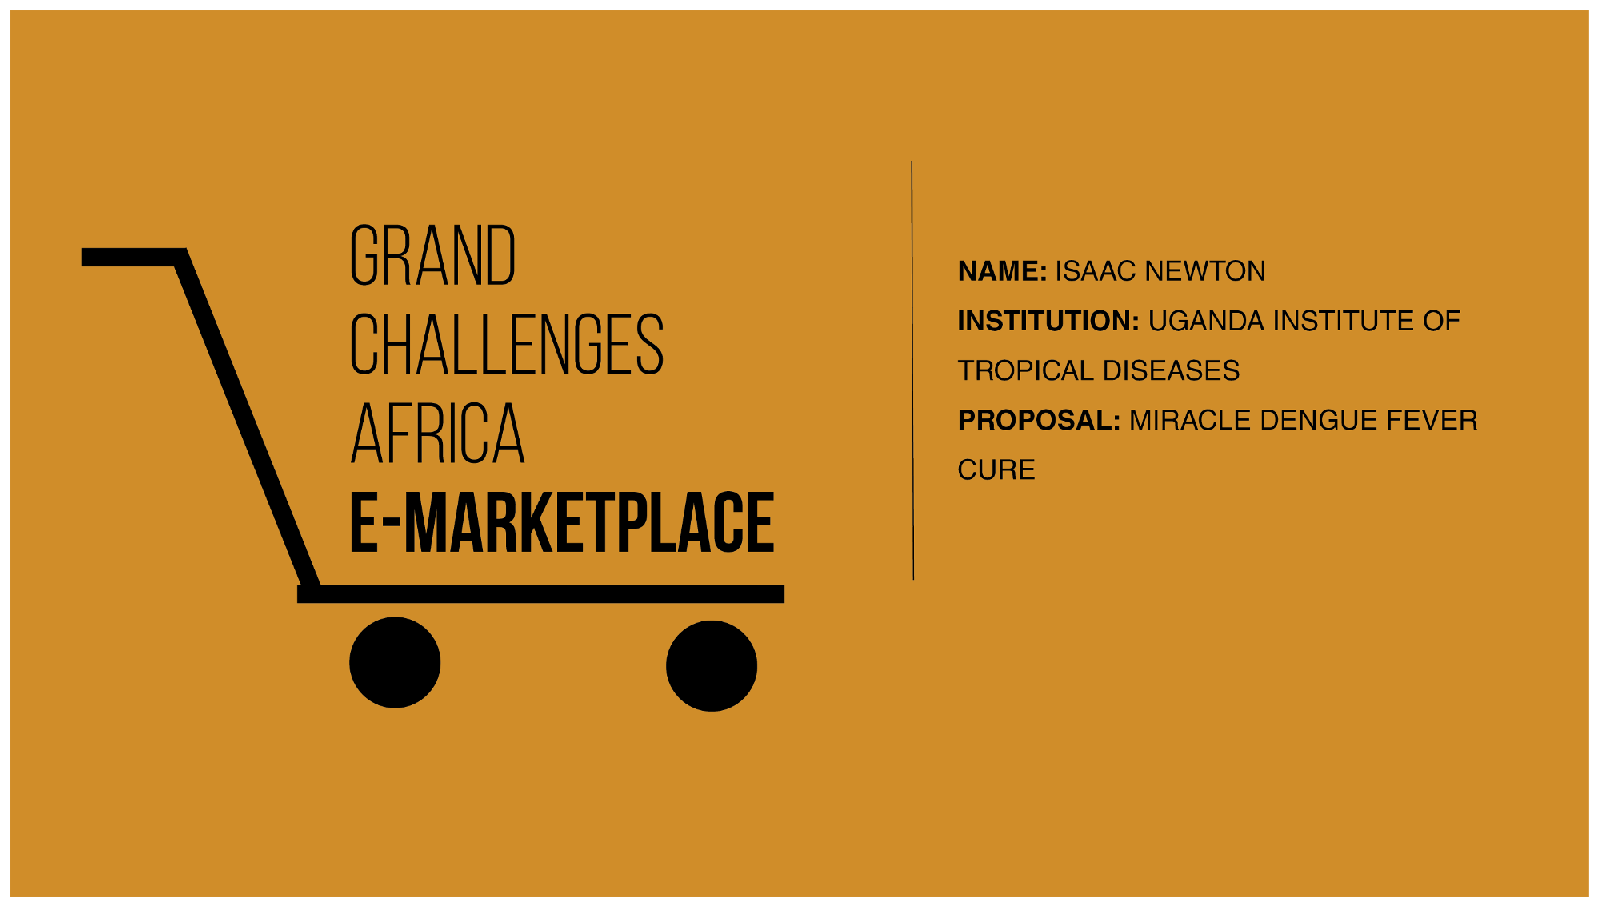 GRAND
CHALLENGES
AFRICA
E-MARKETPLACE
NAME: ISAAC NEWTON
INSTITUTION: UGANDA INSTITUTE OF
TROPICAL DISEASES
PROPOSAL: MIRACLE DENGUE FEVER
CURE